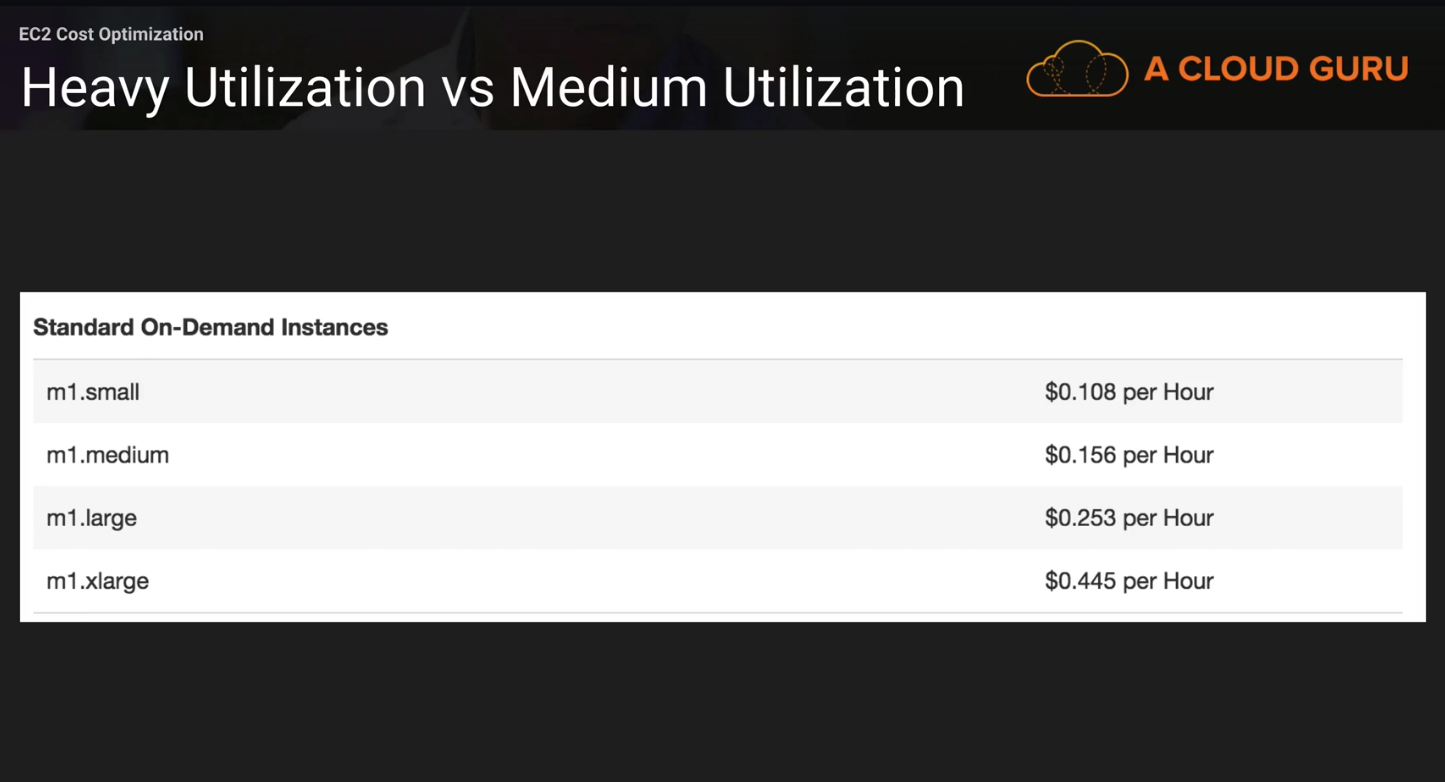 EC2 Cost Optimization
Heavy Utilization vs Medium Utilization
A CLOUD GURU
Standard On-Demand Instances
m1.small $0.108 per Hour
m1.medium $0.156 per Hour
m1.large $0.253 per Hour
m1.xlarge $0.445 per Hour